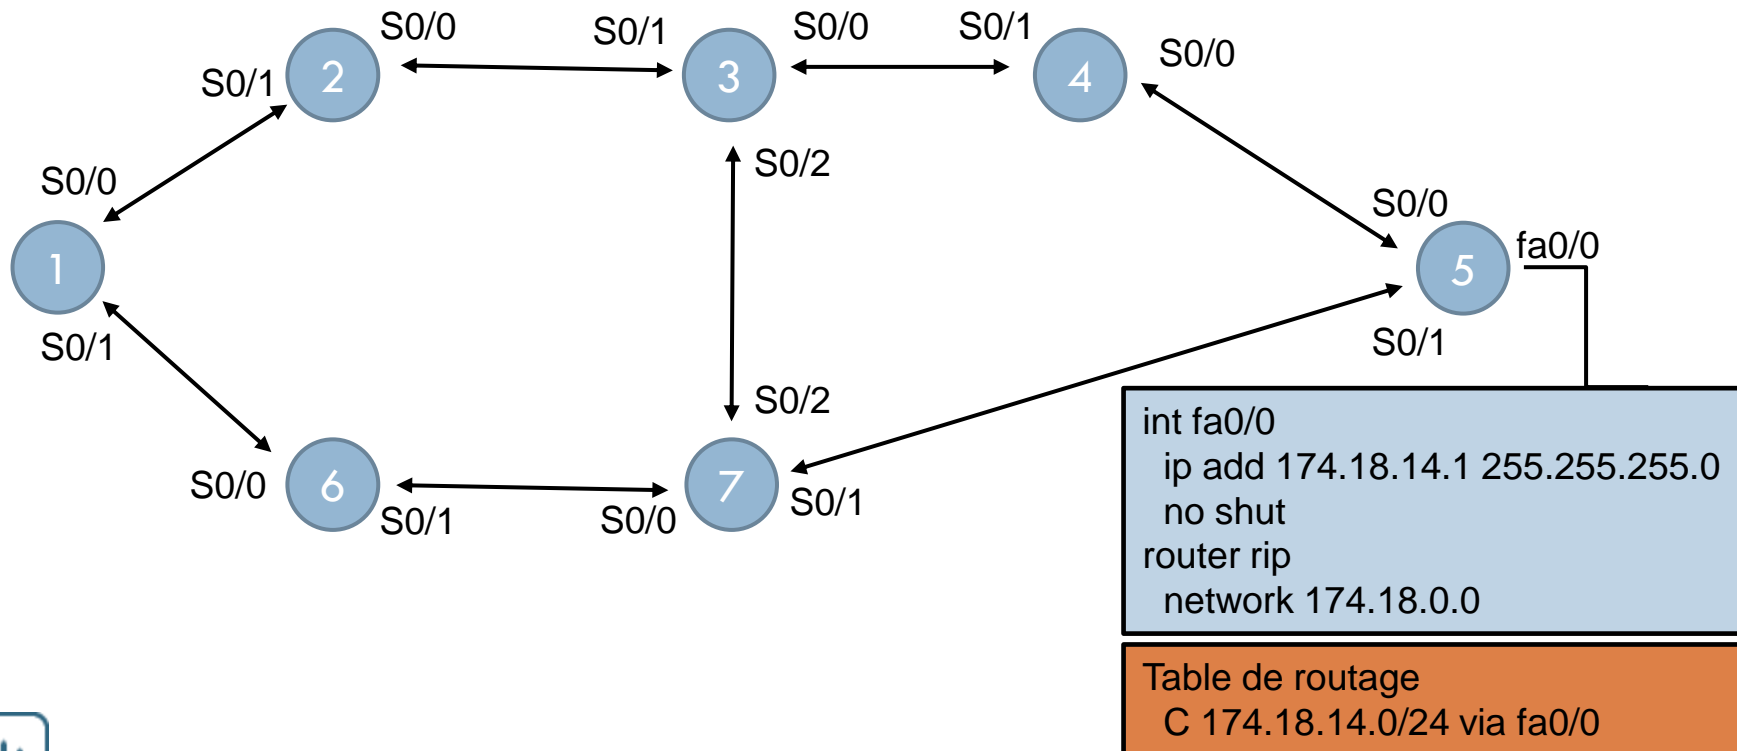 S0/0
S0/1
S0/0
S0/1
S0/0
S0/1
2
3
4
S0/2
S0/0
S0/0
fa0/0
1
5
S0/1
S0/1
S0/2
int fa0/0
ip add 174.18.14.1 255.255.255.0
no shut
router rip
network 174.18.0.0
S0/0
6
7
S0/1
S0/1
S0/0
Table de routage
C 174.18.14.0/24 via fa0/0